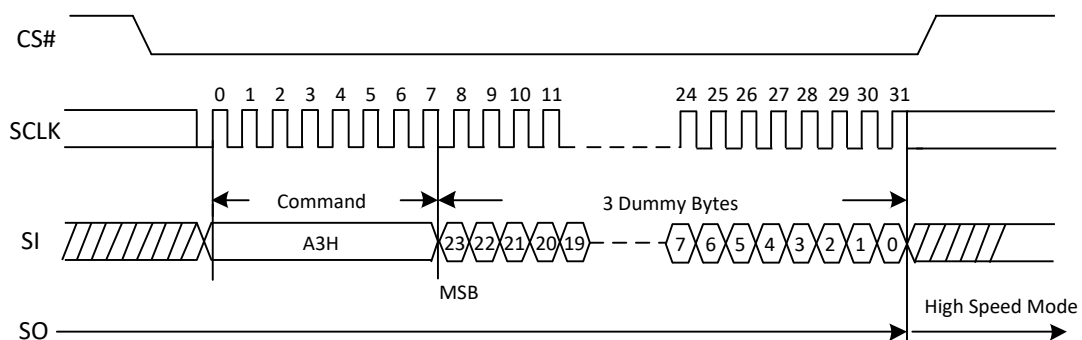 CS#
0 1 2 3 4 5 6 7 8 9 10 11 24 25 26 27 28 29 30 31
SCLK
Command 3 Dummy Bytes
SI A3H 23 22 21 20 19 7 6 5 4 3 2 1 0
MSB
High Speed Mode
SO